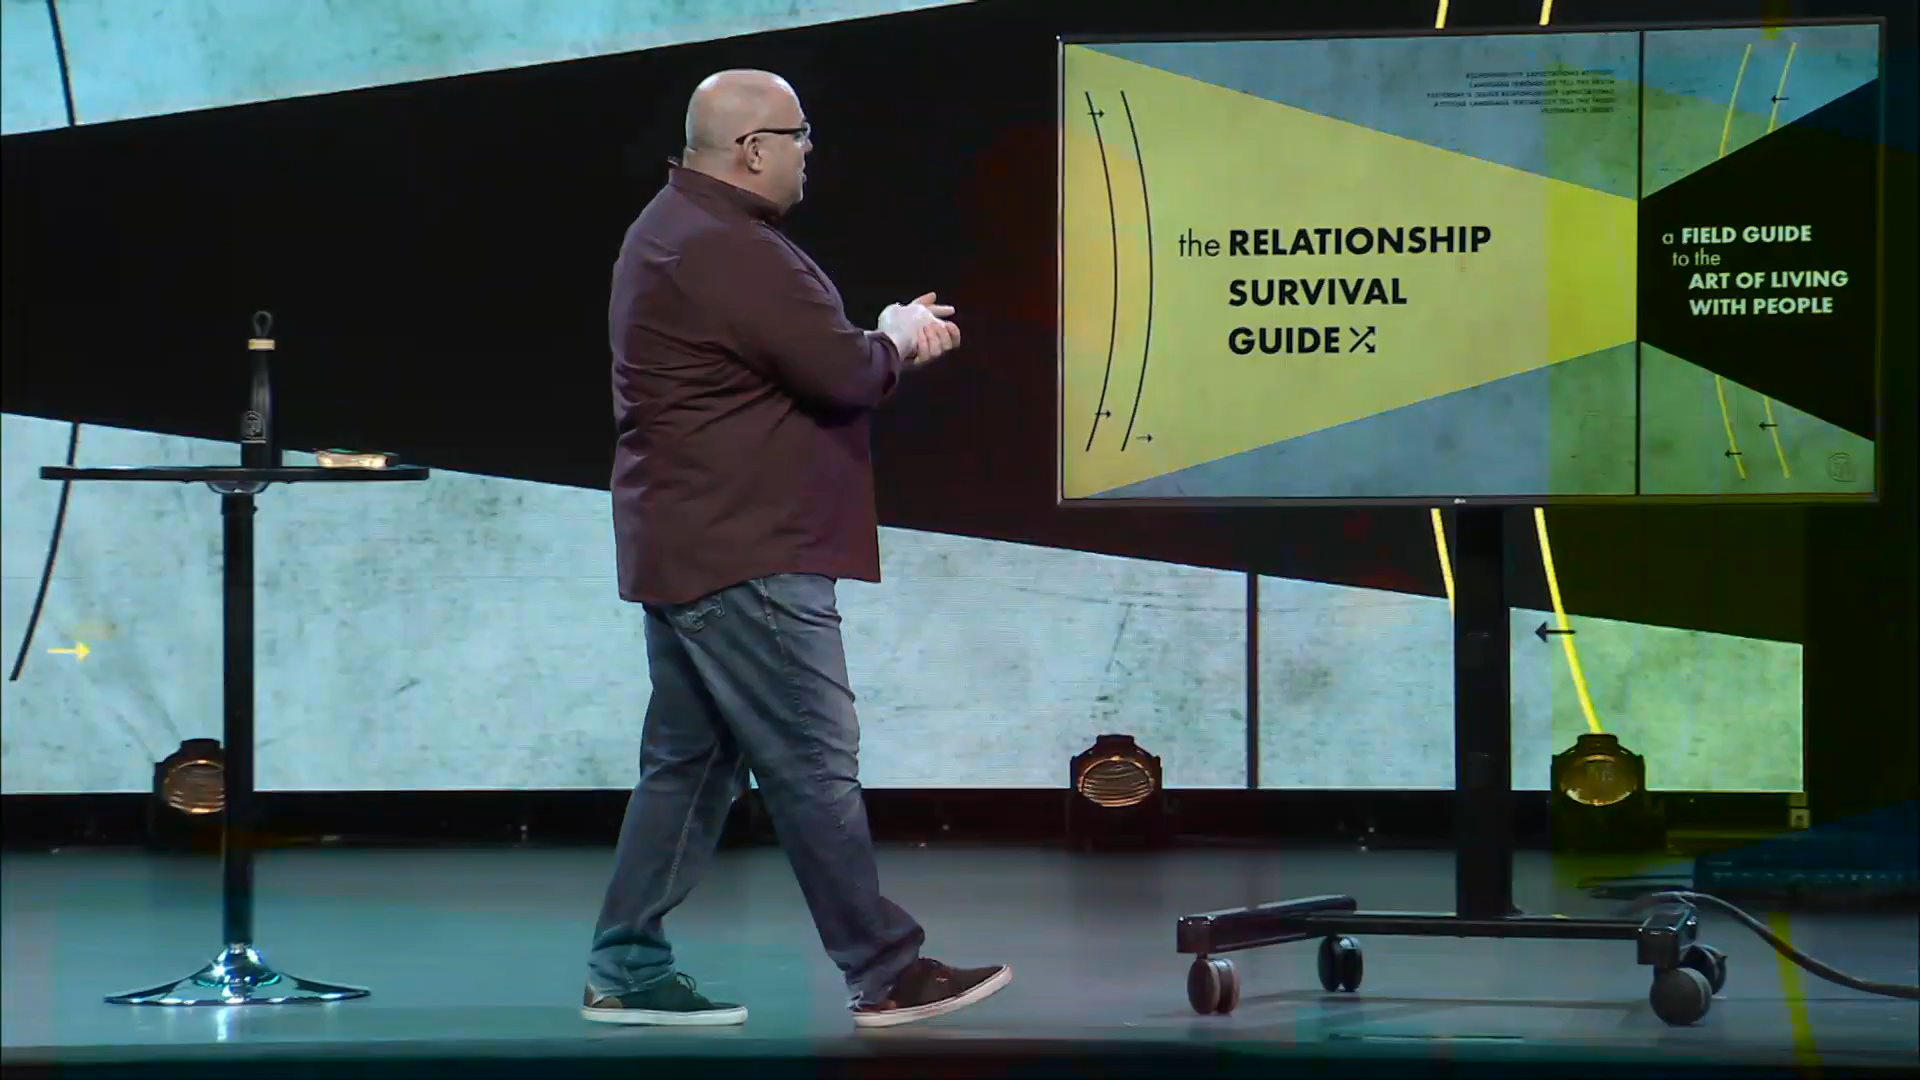 the RELATIONSHIP
SURVIVAL
GUIDE
a FIELD GUIDE
to the
ART OF LIVING
WITH PEOPLE